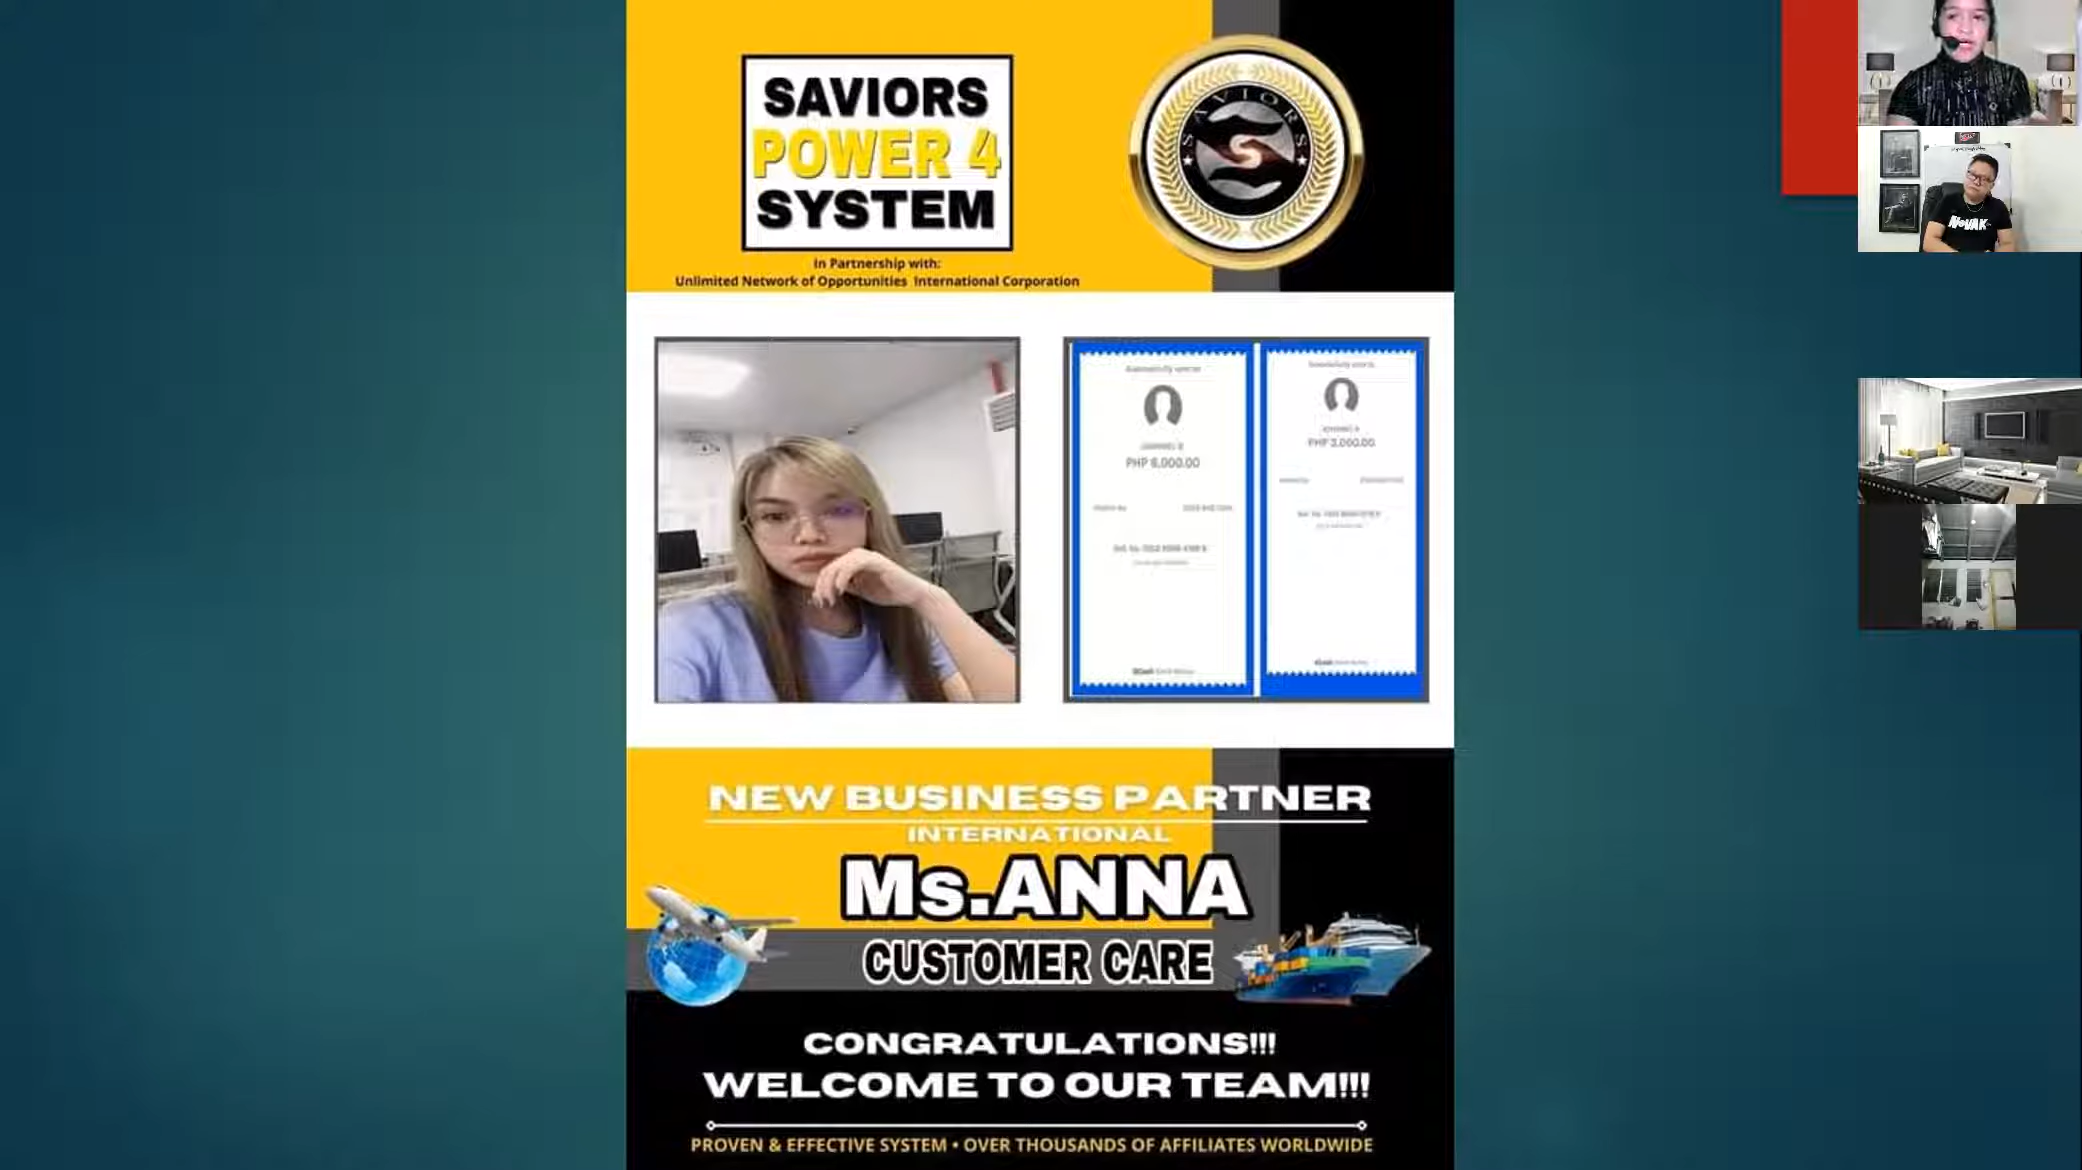 SAVIORS
POWER 4
SYSTEM
In Partnership with:
Unlimited Network of Opportunities International Corporation
SAVIORS
S
NOVAK
PHP 6,000.00
PHP 3,000.00
NEW BUSINESS PARTNER
INTERNATIONAL
Ms.ANNA
CUSTOMER CARE
CONGRATULATIONS!!!
WELCOME TO OUR TEAM!!!
PROVEN & EFFECTIVE SYSTEM • OVER THOUSANDS OF AFFILIATES WORLDWIDE